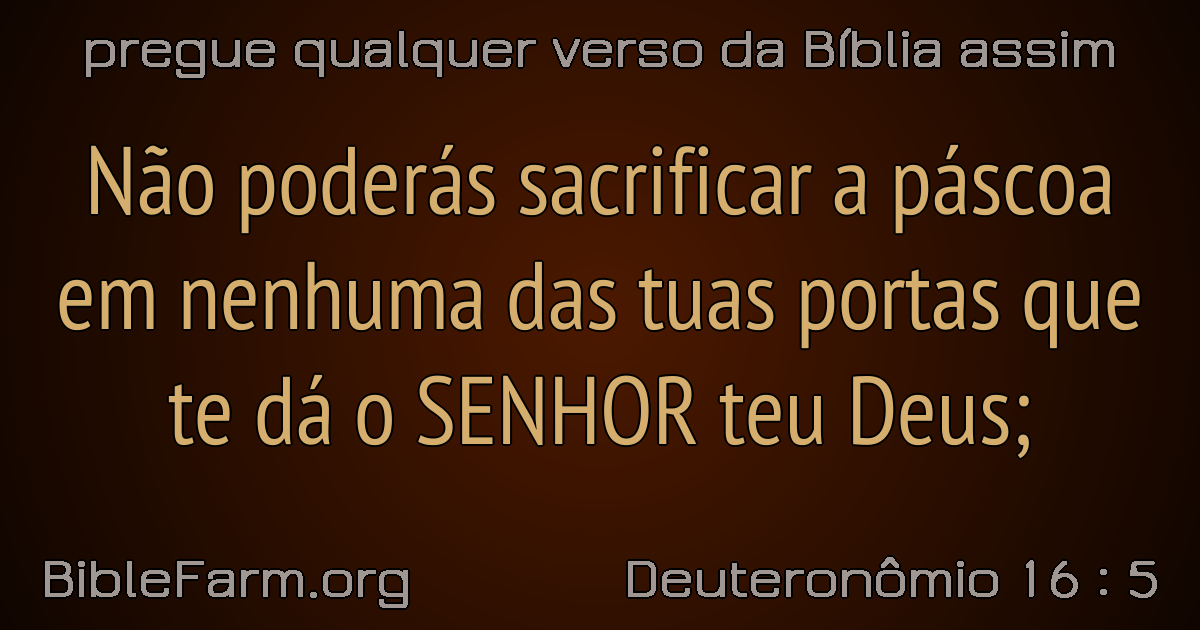 pregue qualquer verso da Bíblia assim
Não poderás sacrificar a páscoa
em nenhuma das tuas portas que
te dá o SENHOR teu Deus;
BibleFarm.org
Deuteronômio 16 : 5